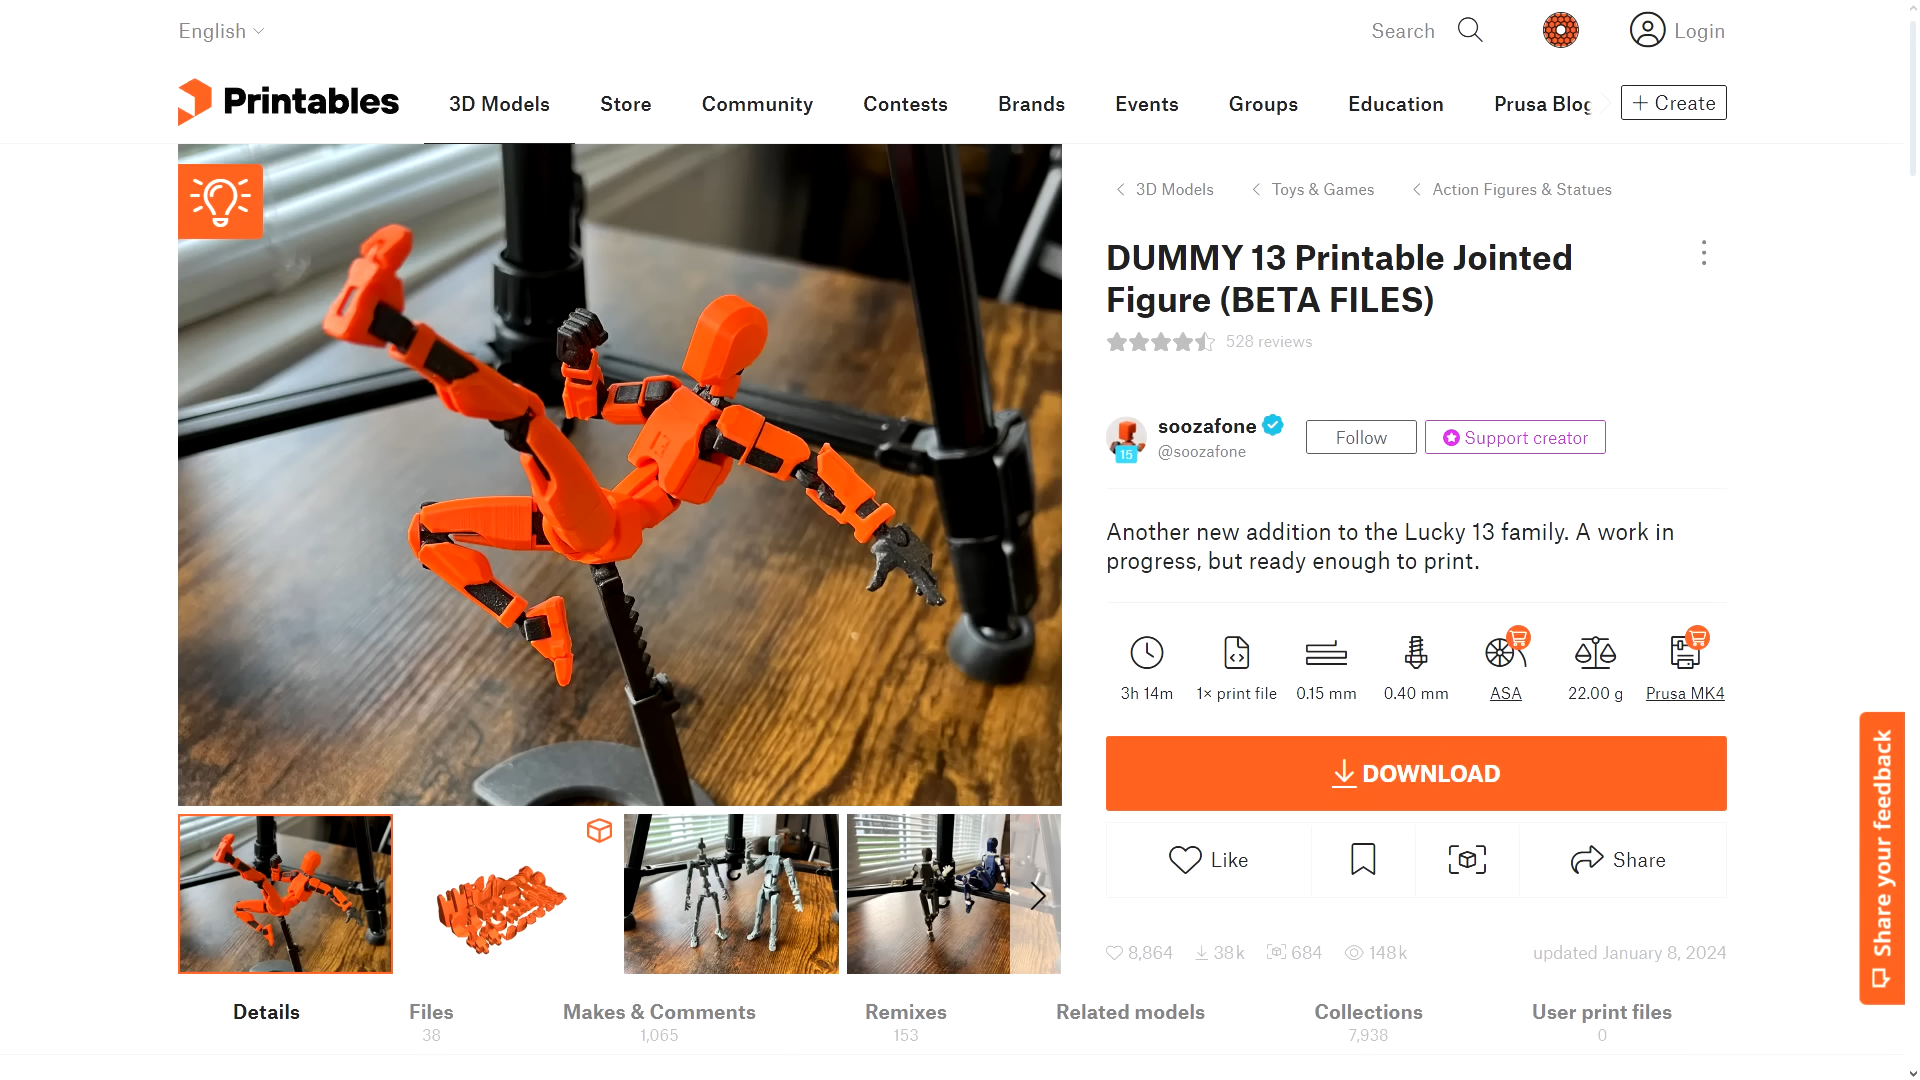 English
Search
Login
Printables
3D Models
Store
Community
Contests
Brands
Events
Groups
Education
Prusa Blog
+ Create
3D Models
Toys & Games
Action Figures & Statues
DUMMY 13 Printable Jointed
Figure (BETA FILES)
528 reviews
soozafone
@soozafone
15
Follow
Support creator
Another new addition to the Lucky 13 family. A work in
progress, but ready enough to print.
3h 14m
1× print file
0.15 mm
0.40 mm
ASA
22.00 g
Prusa MK4
DOWNLOAD
Like
Share
8,864
38k
684
148k
updated January 8, 2024
Share your feedback
Details
Files
38
Makes & Comments
1,065
Remixes
153
Related models
Collections
7,938
User print files
0